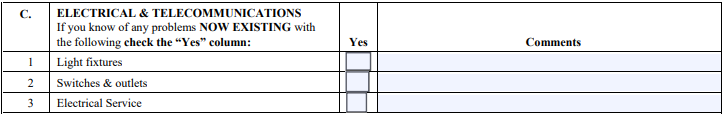 C. ELECTRICAL & TELECOMMUNICATIONS
If you know of any problems NOW EXISTING with
the following check the “Yes” column: Yes Comments
1 Light fixtures
2 Switches & outlets
3 Electrical Service